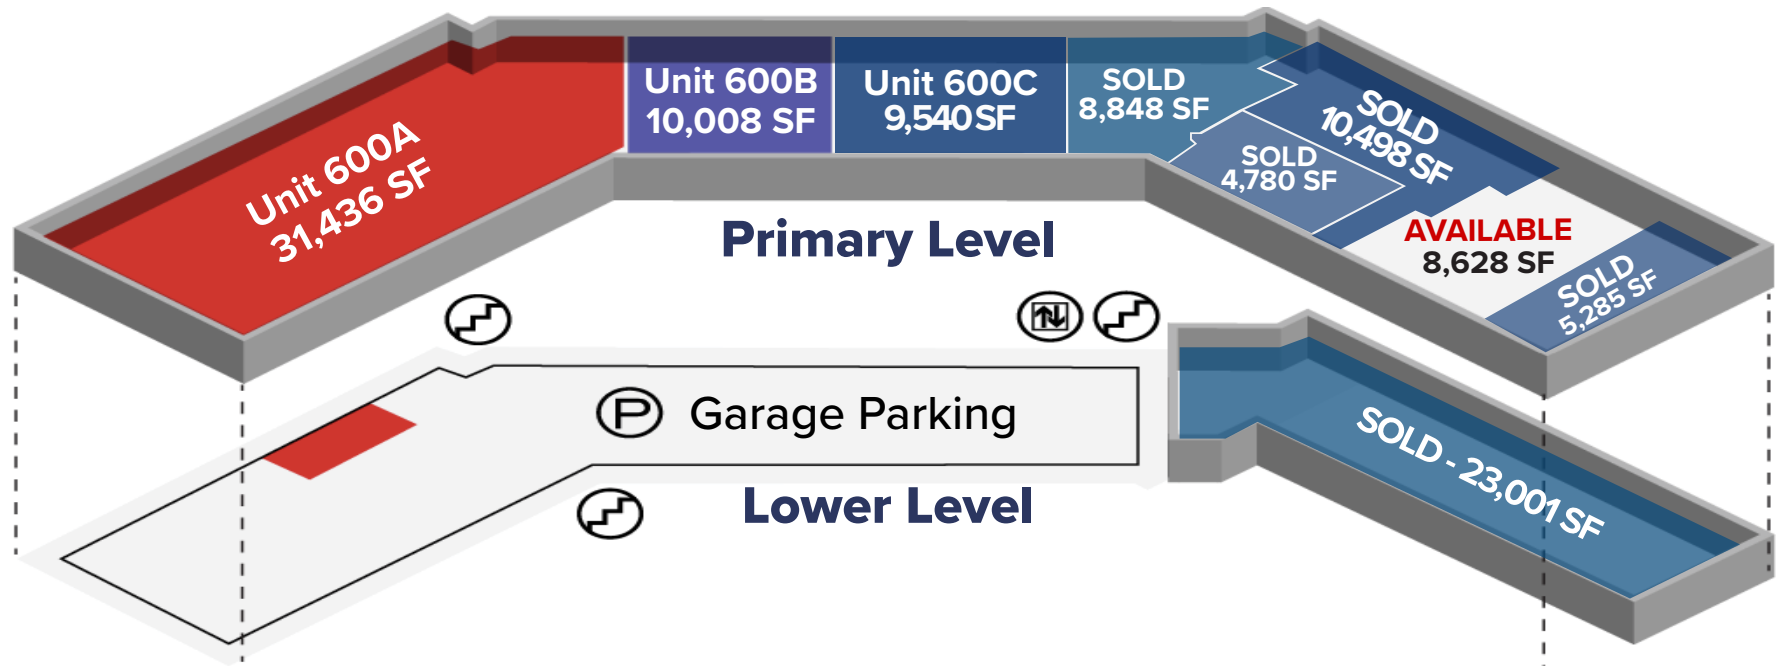 Unit 600A
31,436 SF
Unit 600B
10,008 SF
Unit 600C
9,540 SF
SOLD
8,848 SF
SOLD
10,498 SF
SOLD
4,780 SF
AVAILABLE
8,628 SF
SOLD
5,285 SF
Primary Level
P Garage Parking
SOLD - 23,001 SF
Lower Level